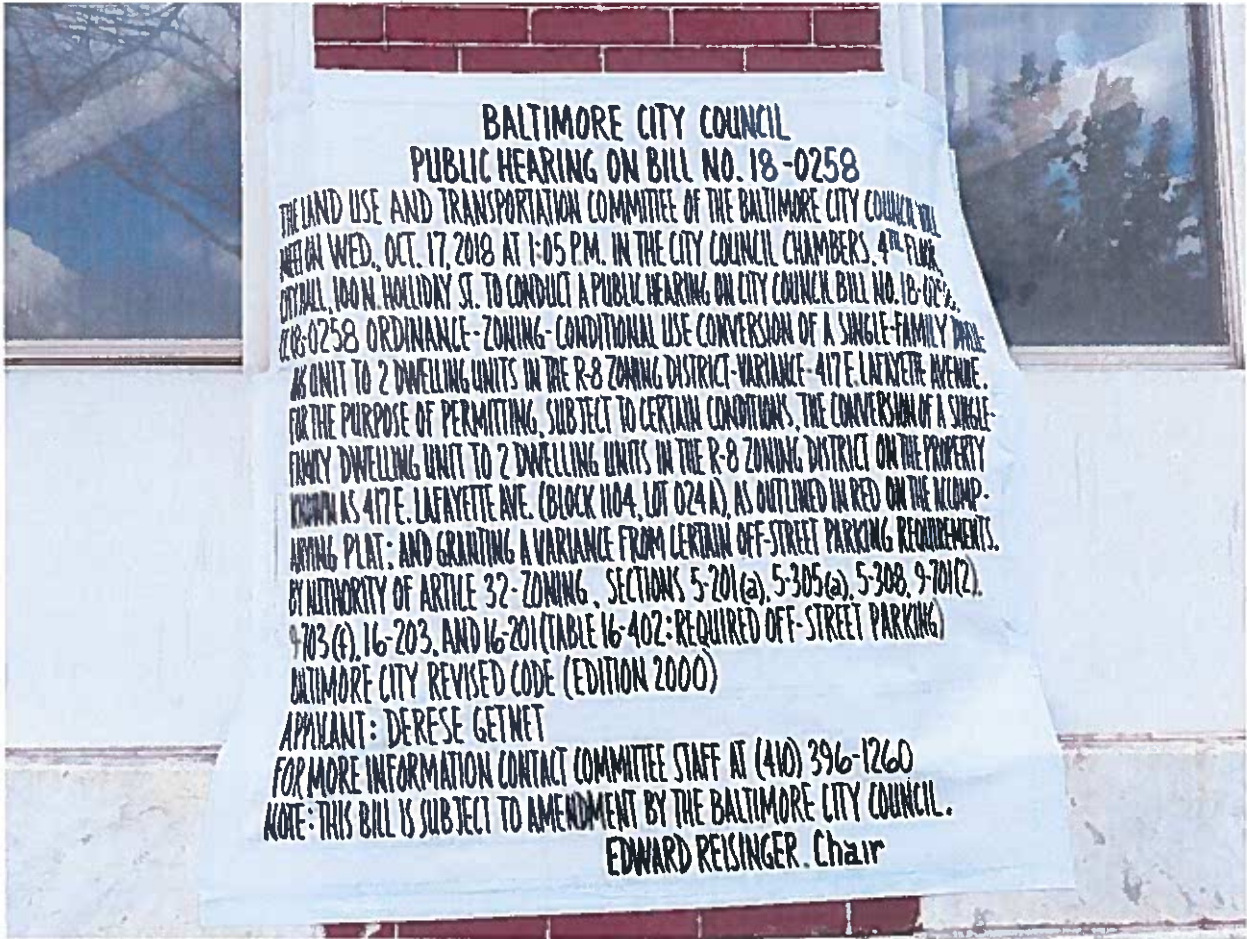 BALTIMORE CITY COUNCIL
PUBLIC HEARING ON BILL NO. 18-0258
THE LAND USE AND TRANSPORTATION COMMITTEE OF THE BALTIMORE CITY COUNCIL WILL
MEET ON WED., OCT. 17, 2018 AT 1:05 P.M. IN THE CITY COUNCIL CHAMBERS, 4TH FLOOR,
CITY HALL, 100 N. HOLLIDAY ST. TO CONDUCT A PUBLIC HEARING ON CITY COUNCIL BILL NO. 18-0258.
18-0258 ORDINANCE-ZONING-CONDITIONAL USE CONVERSION OF A SINGLE-FAMILY
UNIT TO 2 DWELLING UNITS IN THE R-8 ZONING DISTRICT-VARIANCE-417 E. LAFAYETTE AVENUE.
FOR THE PURPOSE OF PERMITTING, SUBJECT TO CERTAIN CONDITIONS, THE CONVERSION OF A SINGLE-
FAMILY DWELLING UNIT TO 2 DWELLING UNITS IN THE R-8 ZONING DISTRICT ON THE PROPERTY
KNOWN AS 417 E. LAFAYETTE AVE. (BLOCK 1104, LOT 024A), AS OUTLINED IN RED ON THE ACCOMP-
ANYING PLAT; AND GRANTING A VARIANCE FROM CERTAIN OFF-STREET PARKING REQUIREMENTS.
BY AUTHORITY OF ARTICLE 32-ZONING, SECTIONS 5-201(a), 5-305(a), 5-308, 9-701(2),
9-703(f), 16-203, AND 16-201 (TABLE 16-402: REQUIRED OFF-STREET PARKING)
BALTIMORE CITY REVISED CODE (EDITION 2000)
APPLICANT: DERESE GETNET
FOR MORE INFORMATION CONTACT COMMITTEE STAFF AT (410) 396-1260
NOTE: THIS BILL IS SUBJECT TO AMENDMENT BY THE BALTIMORE CITY COUNCIL.
EDWARD REISINGER. Chair